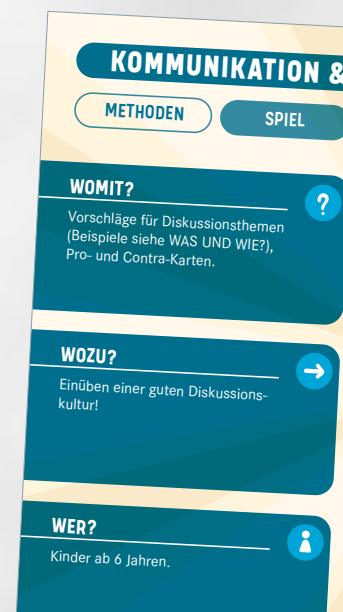 KOMMUNIKATION &
METHODEN
SPIEL
WOMIT?
?
Vorschläge für Diskussionsthemen
(Beispiele siehe WAS UND WIE?),
Pro- und Contra-Karten.
WOZU?
Einüben einer guten Diskussions-
kultur!
WER?
Kinder ab 6 Jahren.